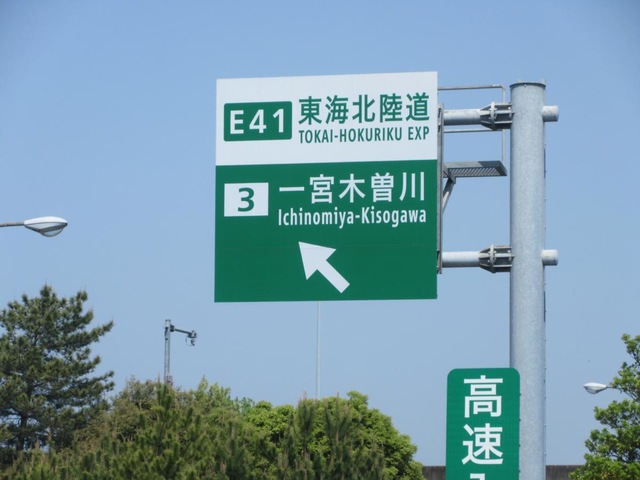 E41 東海北陸道
TOKAI-HOKURIKU EXP
3 一宮木曽川
Ichinomiya-Kisogawa
高速